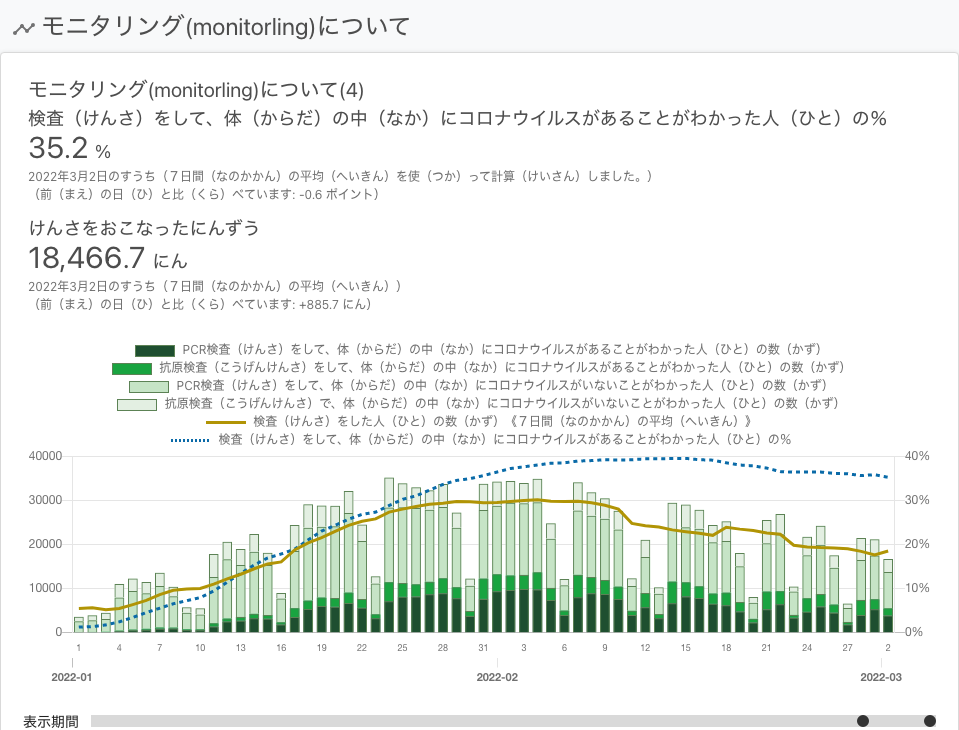 モニタリング(monitorling)について
モニタリング(monitorling)について(4)
検査（けんさ）をして、体（からだ）の中（なか）にコロナウイルスがあることがわかった人（ひと）の%
35.2 %
2022年3月2日のすうち（７日間（なのかかん）の平均（へいきん）を使（つか）って計算（けいさん）しました。）
（前（まえ）の日（ひ）と比（くら）べています: -0.6 ポイント）
けんさをおこなったにんずう
18,466.7 にん
2022年3月2日のすうち（７日間（なのかかん）の平均（へいきん））
（前（まえ）の日（ひ）と比（くら）べています: +885.7 にん）
PCR検査（けんさ）をして、体（からだ）の中（なか）にコロナウイルスがあることがわかった人（ひと）の数（かず）
抗原検査（こうげんけんさ）をして、体（からだ）の中（なか）にコロナウイルスがあることがわかった人（ひと）の数（かず）
PCR検査（けんさ）をして、体（からだ）の中（なか）にコロナウイルスがいないことがわかった人（ひと）の数（かず）
抗原検査（こうげんけんさ）で、体（からだ）の中（なか）にコロナウイルスがいないことがわかった人（ひと）の数（かず）
検査（けんさ）をした人（ひと）の数（かず）《７日間（なのかかん）の平均（へいきん）》
検査（けんさ）をして、体（からだ）の中（なか）にコロナウイルスがあることがわかった人（ひと）の%
40000 40%
30000 30%
20000 20%
10000 10%
0 0%
1 4 7 10 13 16 19 22 25 28 31 3 6 9 12 15 18 21 24 27 2
2022-01 2022-02 2022-03
表示期間